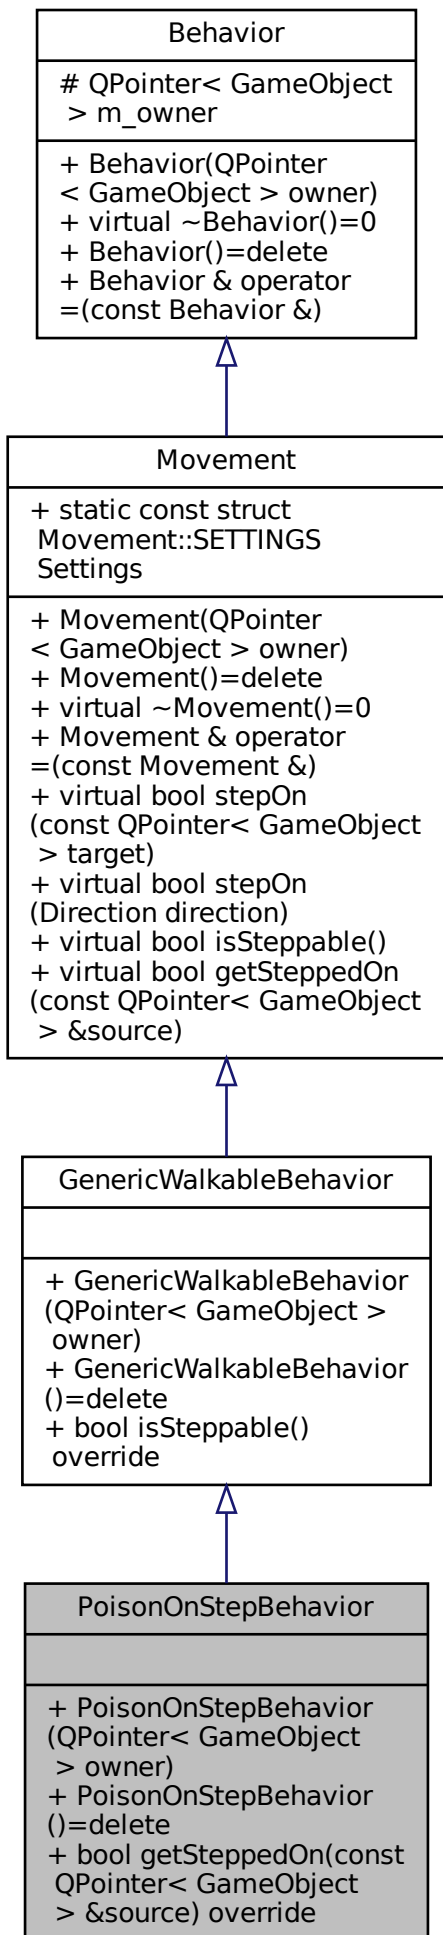 Behavior
# QPointer< GameObject
> m_owner
+ Behavior(QPointer
< GameObject > owner)
+ virtual ~Behavior()=0
+ Behavior()=delete
+ Behavior & operator
=(const Behavior &)
Movement
+ static const struct
Movement::SETTINGS
Settings
+ Movement(QPointer
< GameObject > owner)
+ Movement()=delete
+ virtual ~Movement()=0
+ Movement & operator
=(const Movement &)
+ virtual bool stepOn
(const QPointer< GameObject
> target)
+ virtual bool stepOn
(Direction direction)
+ virtual bool isSteppable()
+ virtual bool getSteppedOn
(const QPointer< GameObject
> &source)
GenericWalkableBehavior
+ GenericWalkableBehavior
(QPointer< GameObject >
owner)
+ GenericWalkableBehavior
()=delete
+ bool isSteppable()
override
PoisonOnStepBehavior
+ PoisonOnStepBehavior
(QPointer< GameObject
> owner)
+ PoisonOnStepBehavior
()=delete
+ bool getSteppedOn(const
QPointer< GameObject
> &source) override